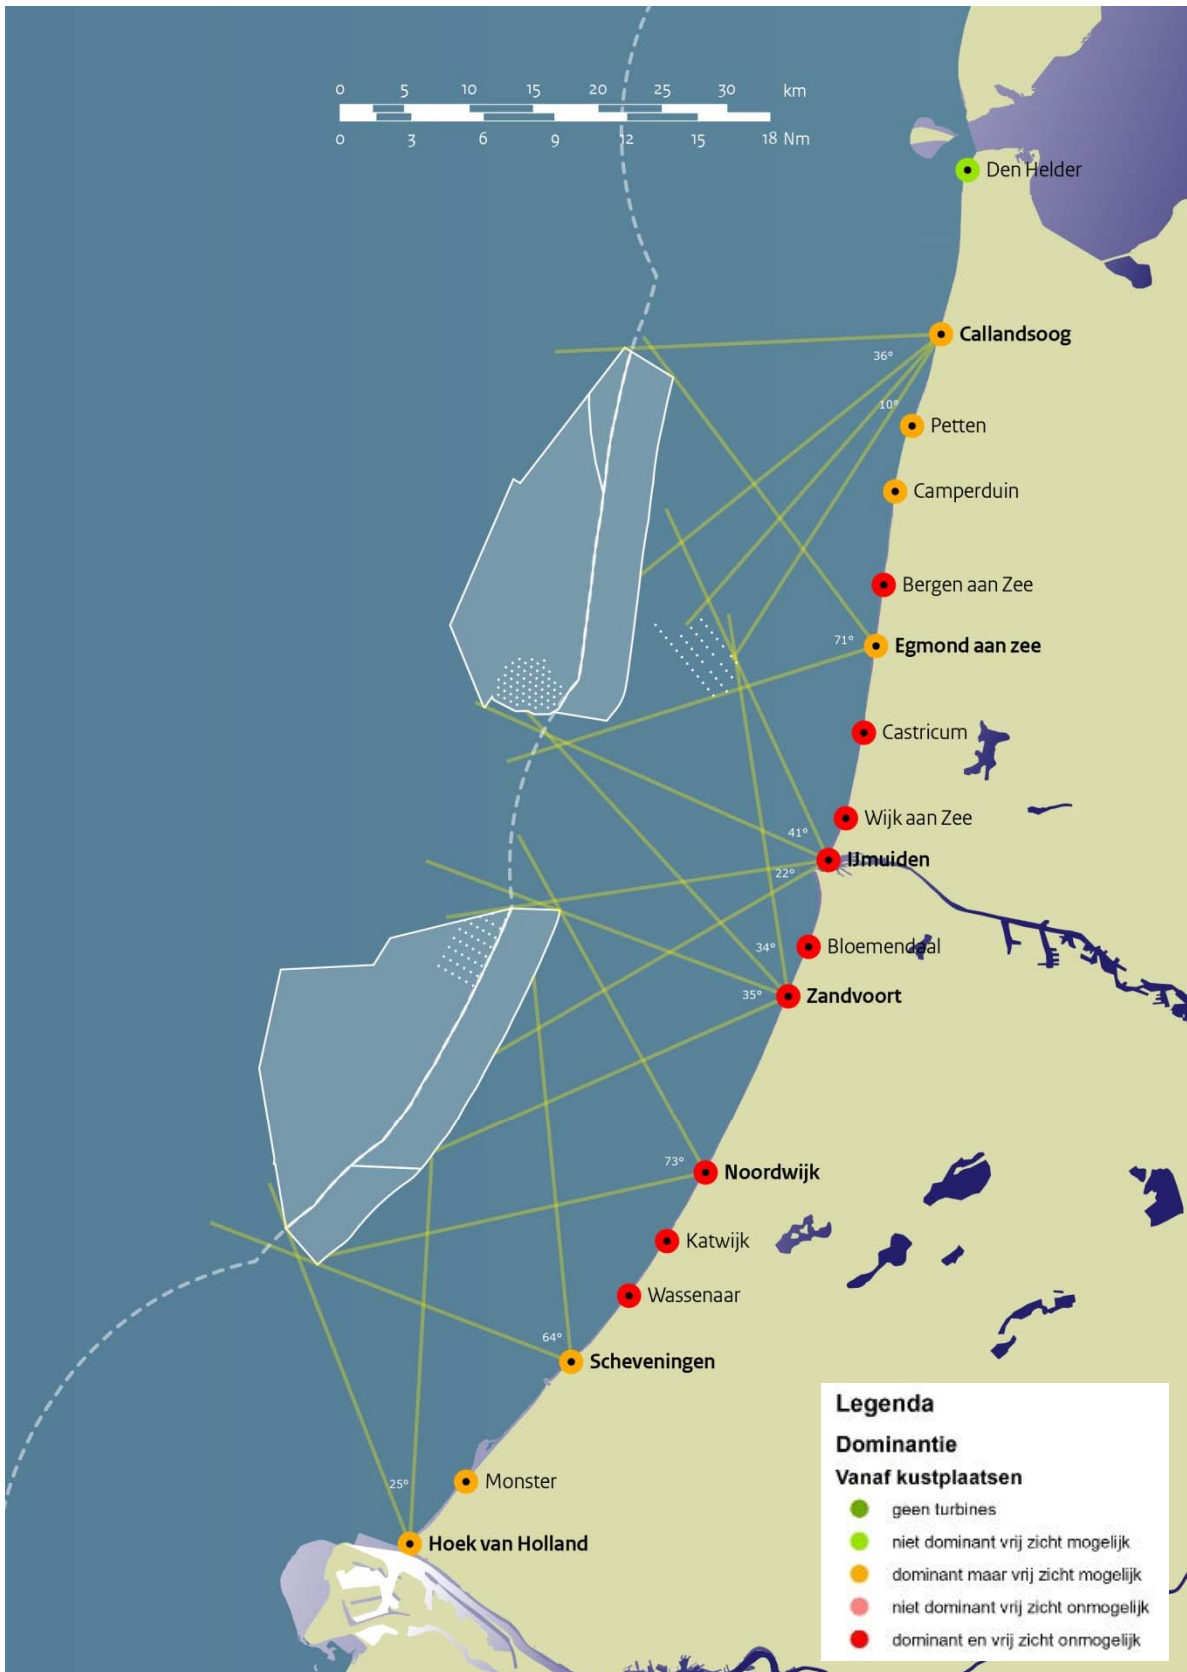 0 5 10 15 20 25 30 km
0 3 6 9 12 15 18 Nm
Den Helder
Callandsoog
36°
10°
Petten
Camperduin
Bergen aan Zee
71°
Egmond aan zee
Castricum
Wijk aan Zee
41°
IJmuiden
22°
34°
Bloemendaal
35°
Zandvoort
73°
Noordwijk
Katwijk
Wassenaar
64°
Scheveningen
25°
Monster
Hoek van Holland
Legenda
Dominantie
Vanaf kustplaatsen
geen turbines
niet dominant vrij zicht mogelijk
dominant maar vrij zicht mogelijk
niet dominant vrij zicht onmogelijk
dominant en vrij zicht onmogelijk